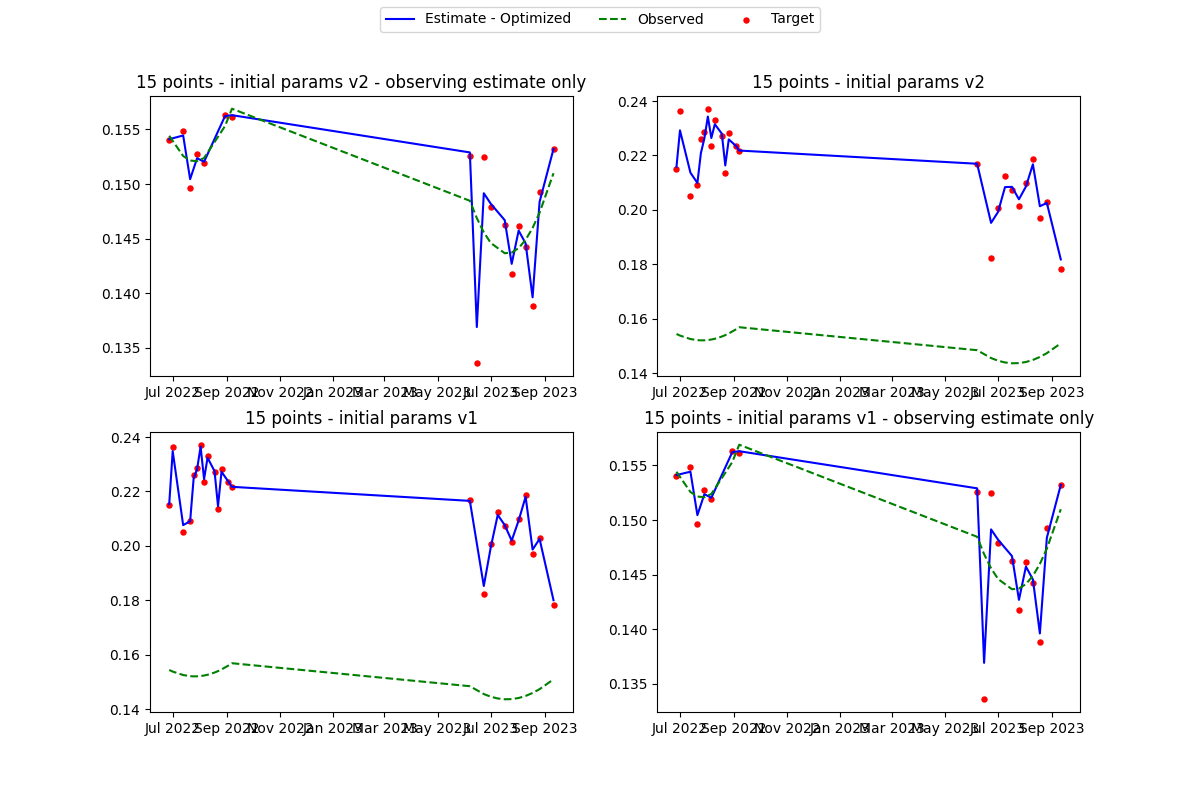 Estimate - Optimized Observed Target
15 points - initial params v2 - observing estimate only
0.155
0.150
0.145
0.140
0.135
Jul 2022 Sep 2022 Nov 2022 Jan 2023 Mar 2023 May 2023 Jul 2023 Sep 2023
15 points - initial params v2
0.24
0.22
0.20
0.18
0.16
0.14
Jul 2022 Sep 2022 Nov 2022 Jan 2023 Mar 2023 May 2023 Jul 2023 Sep 2023
15 points - initial params v1
0.24
0.22
0.20
0.18
0.16
0.14
Jul 2022 Sep 2022 Nov 2022 Jan 2023 Mar 2023 May 2023 Jul 2023 Sep 2023
15 points - initial params v1 - observing estimate only
0.155
0.150
0.145
0.140
0.135
Jul 2022 Sep 2022 Nov 2022 Jan 2023 Mar 2023 May 2023 Jul 2023 Sep 2023